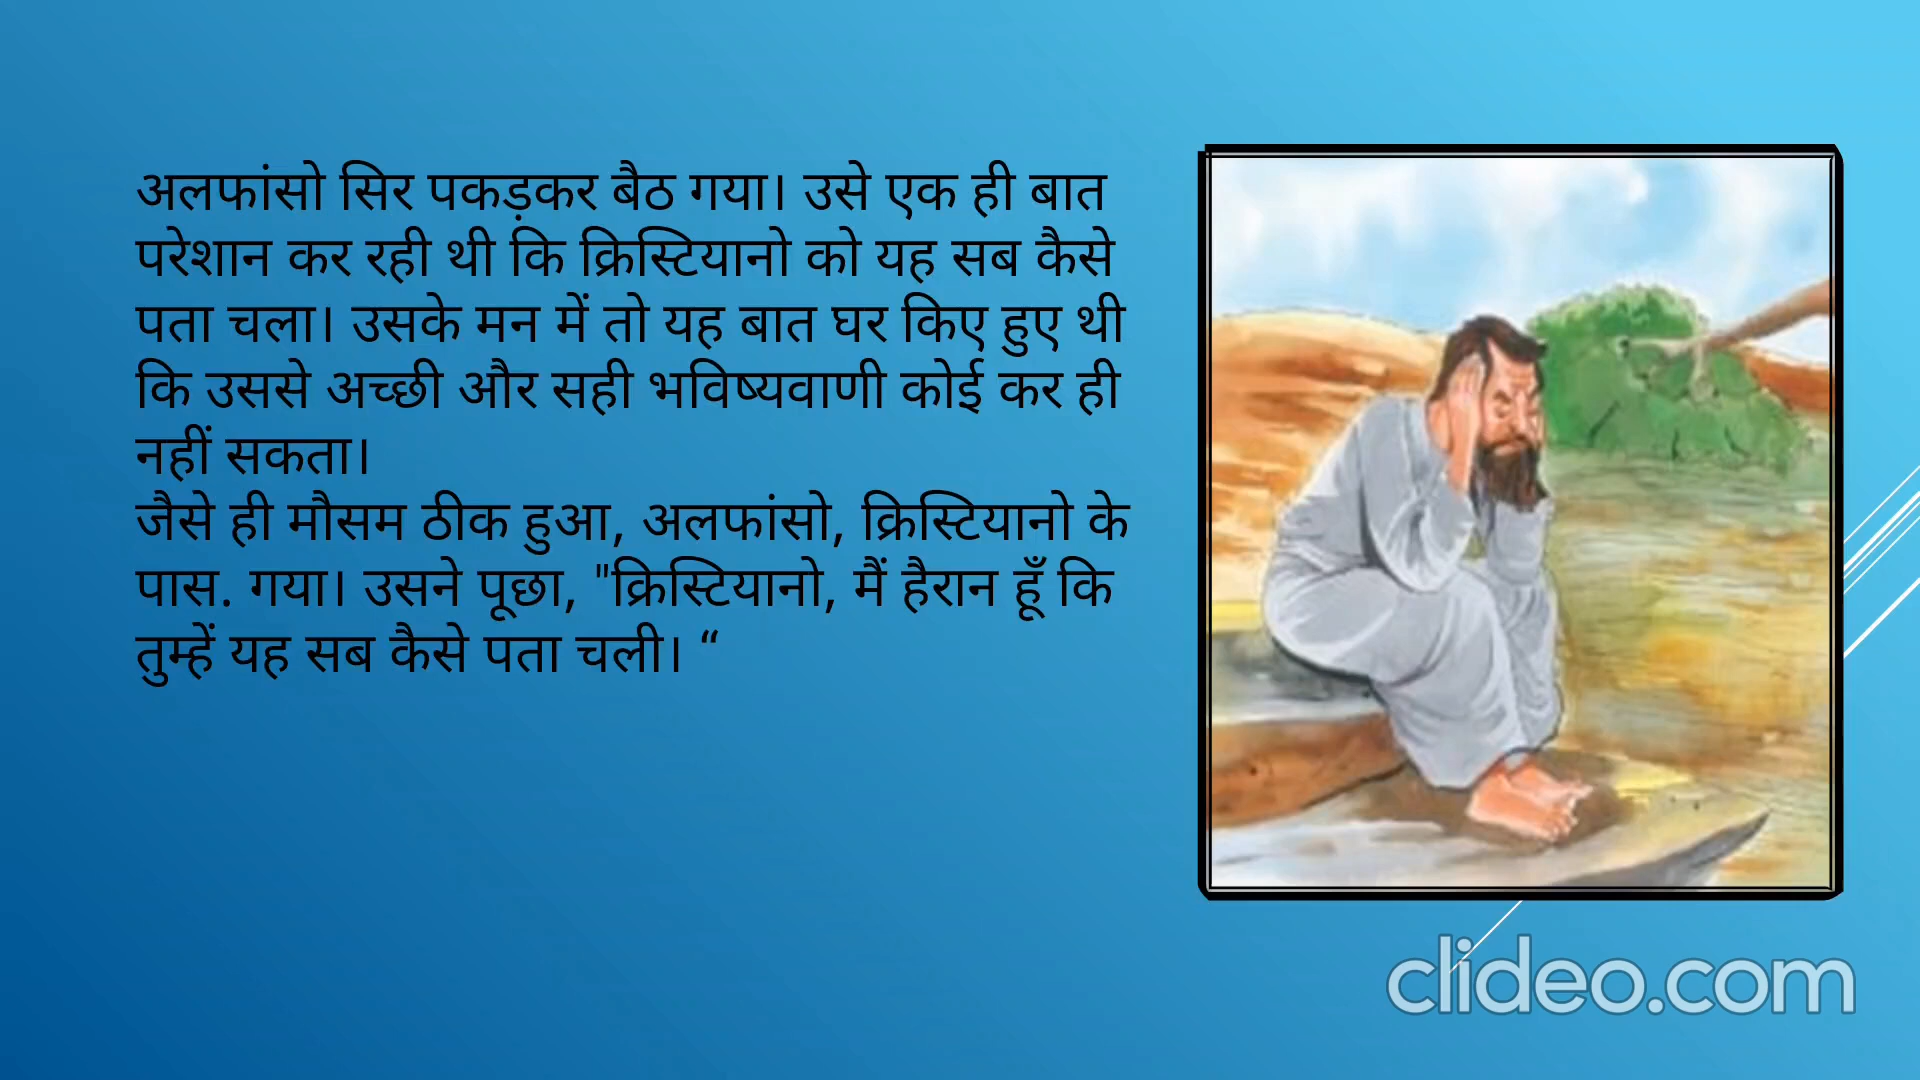 अलफांसो सिर पकड़कर बैठ गया। उसे एक ही बात
परेशान कर रही थी कि क्रिस्टियानो को यह सब कैसे
पता चला। उसके मन में तो यह बात घर किए हुए थी
कि उससे अच्छी और सही भविष्यवाणी कोई कर ही
नहीं सकता।
जैसे ही मौसम ठीक हुआ, अलफांसो, क्रिस्टियानो के
पास. गया। उसने पूछा, "क्रिस्टियानो, मैं हैरान हूँ कि
तुम्हें यह सब कैसे पता चली। “
clideo.com